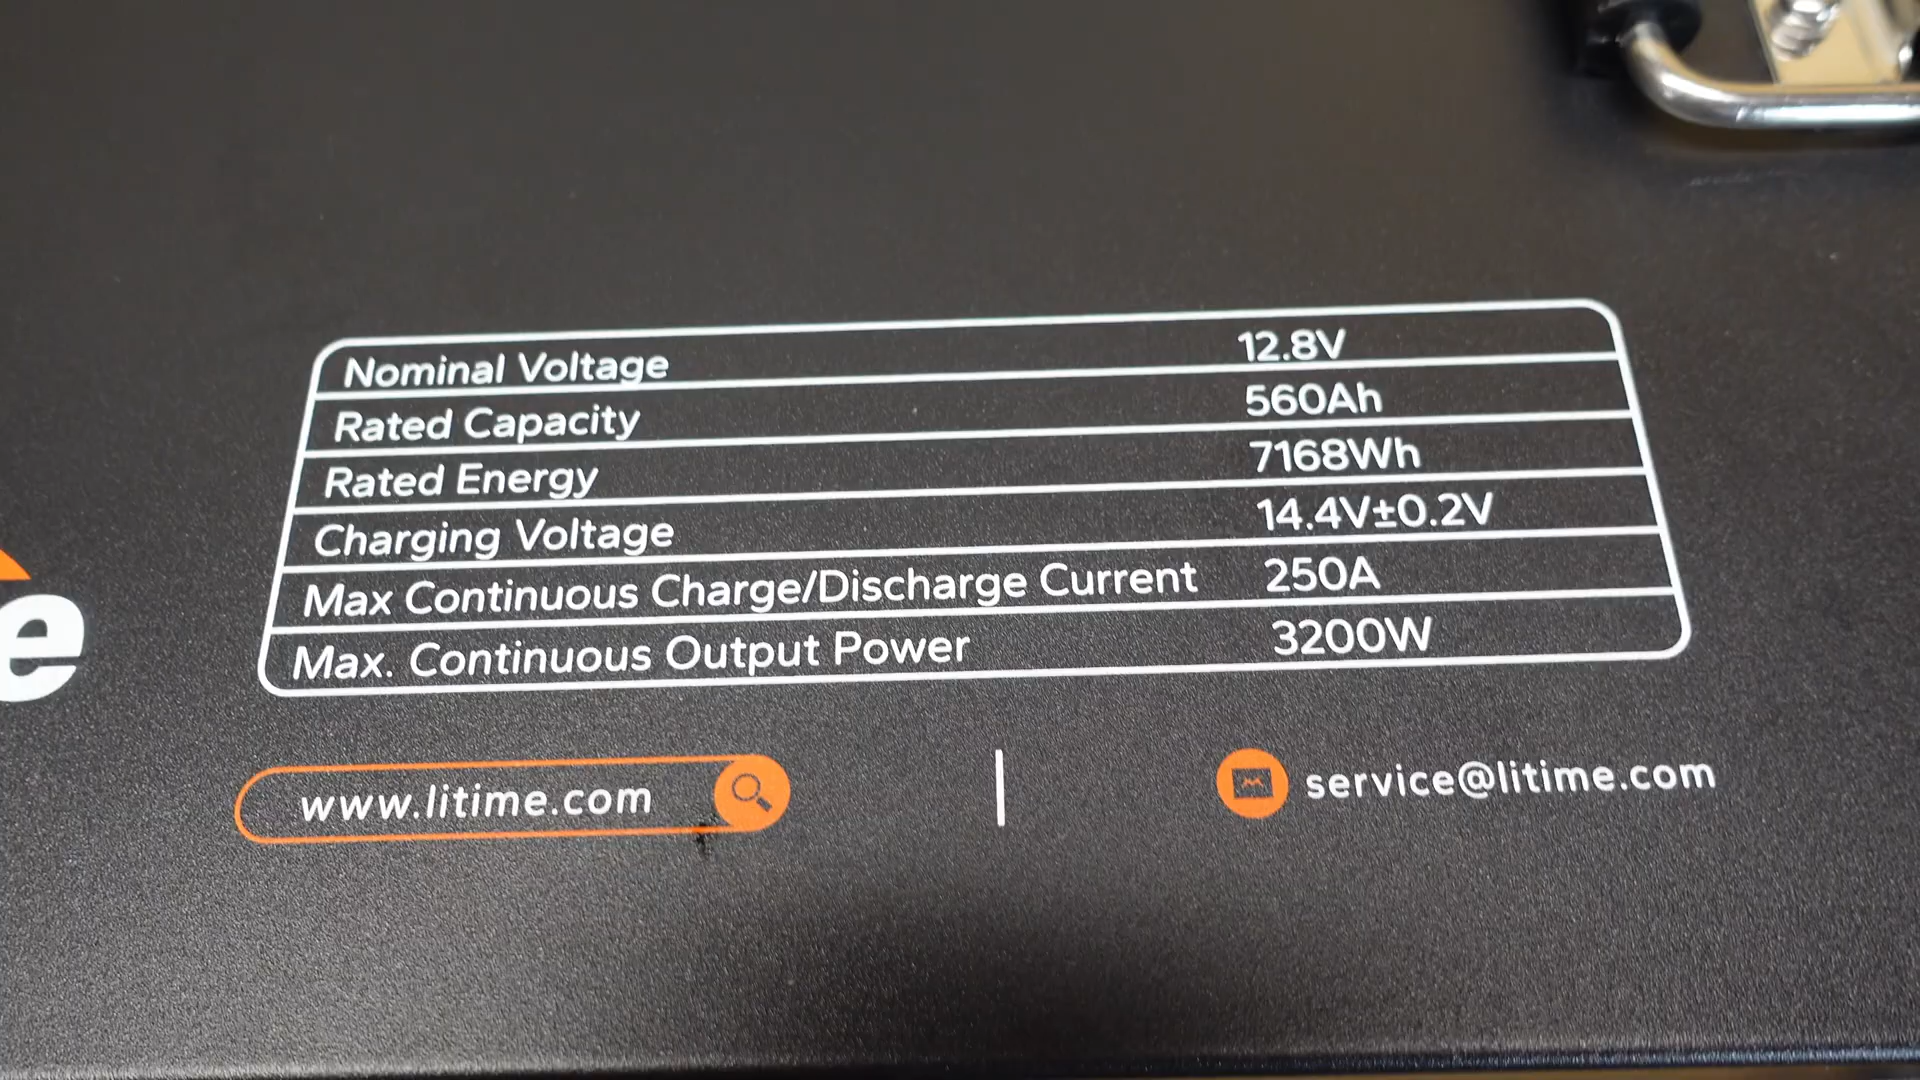 Nominal Voltage 12.8V
Rated Capacity 560Ah
Rated Energy 7168Wh
Charging Voltage 14.4V±0.2V
Max Continuous Charge/Discharge Current 250A
Max. Continuous Output Power 3200W
e
www.litime.com
service@litime.com